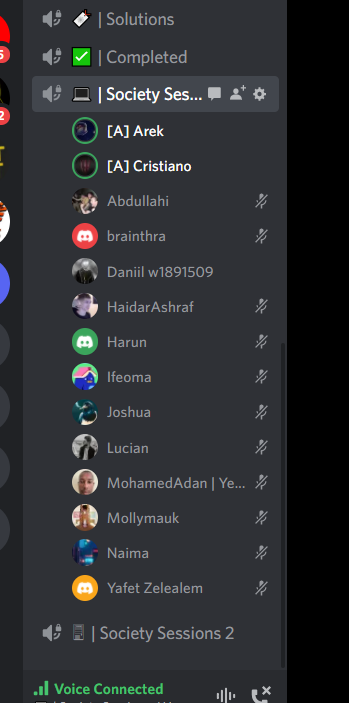 | Solutions
| Completed
| Society Ses...
[A] Arek
[A] Cristiano
Abdullahi
brainthra
Daniil w1891509
HaidarAshraf
Harun
Ifeoma
Joshua
Lucian
MohamedAdan | Ye...
Mollymauk
Naima
Yafet Zelealem
| Society Sessions 2
Voice Connected